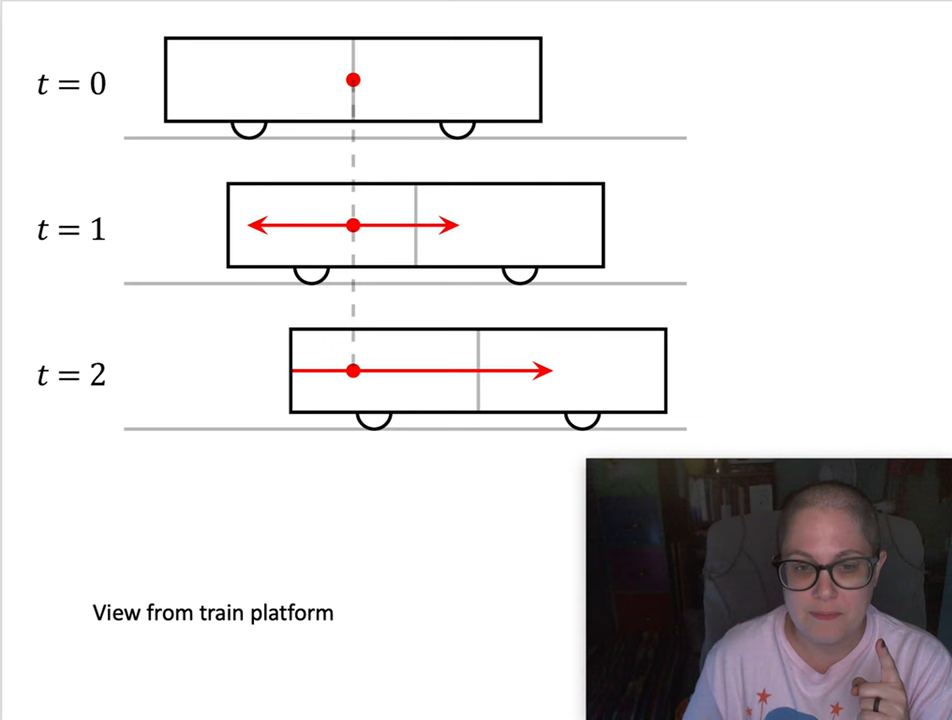 t = 0
t = 1
t = 2
View from train platform